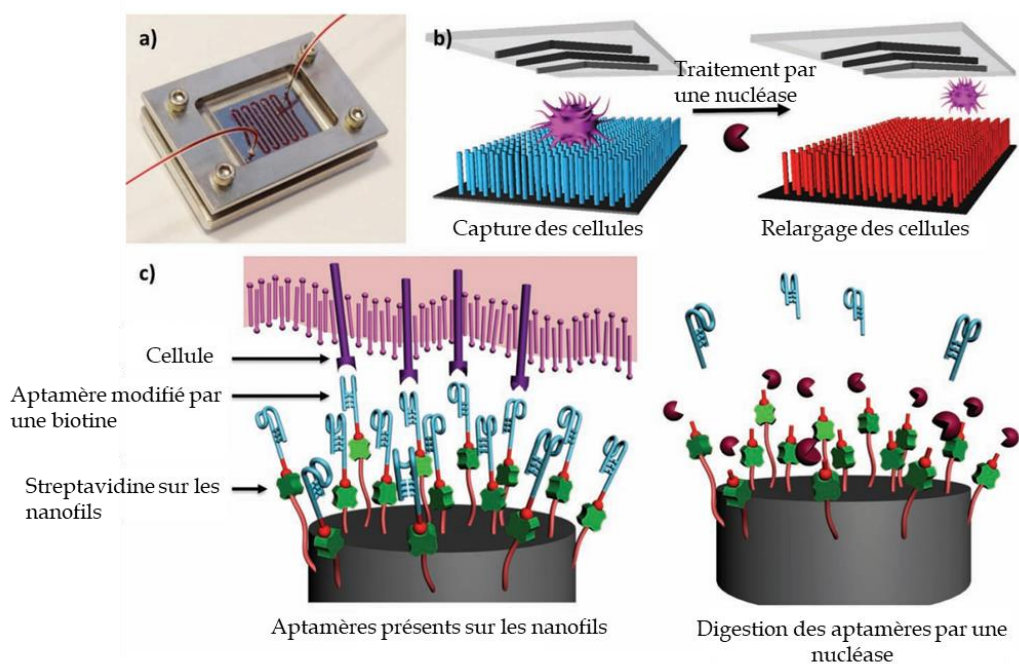 a)
b)
Traitement par
une nucléase
Capture des cellules
Relargage des cellules
c)
Cellule
Aptamère modifié par
une biotine
Streptavidine sur les
nanofils
Aptamères présents sur les nanofils
Digestion des aptamères par une
nucléase